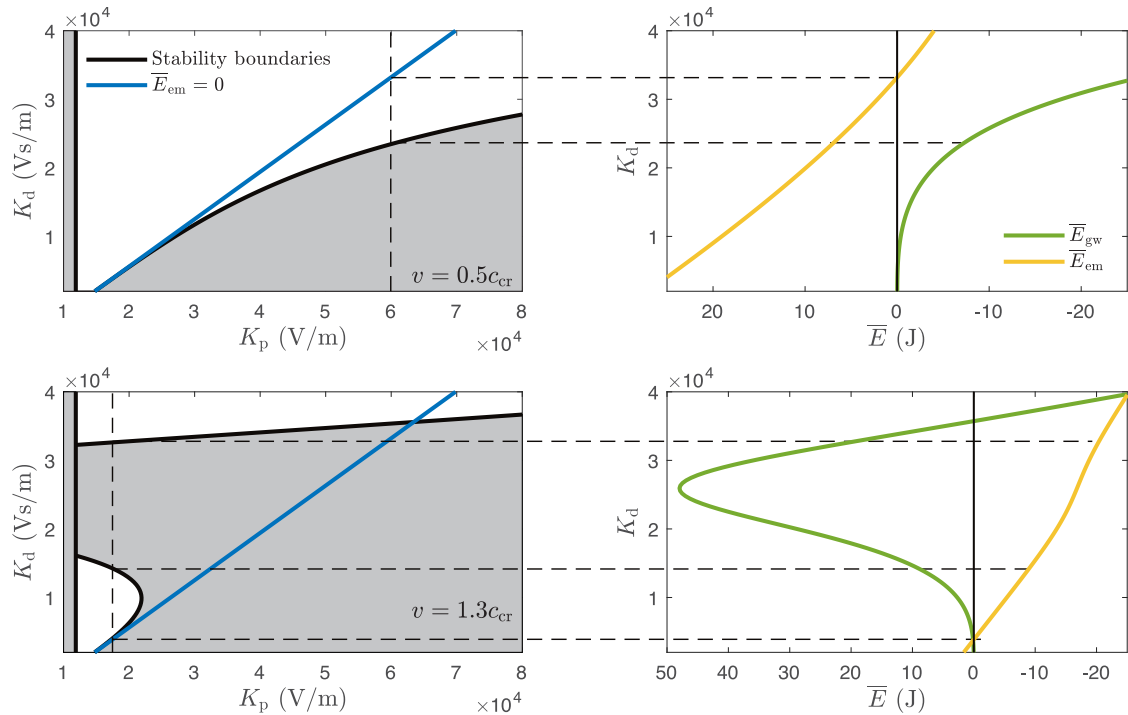 ×10⁴
4
3
2
1
K_d (Vs/m)
Stability boundaries
E̅_em = 0
v = 0.5c_cr
1 2 3 4 5 6 7 8
K_p (V/m)
×10⁴
×10⁴
4
3
2
1
K_d
E̅_gw
E̅_em
20 10 0 -10 -20
E̅ (J)
×10⁴
4
3
2
1
K_d (Vs/m)
v = 1.3c_cr
1 2 3 4 5 6 7 8
K_p (V/m)
×10⁴
×10⁴
4
3
2
1
K_d
50 40 30 20 10 0 -10 -20
E̅ (J)